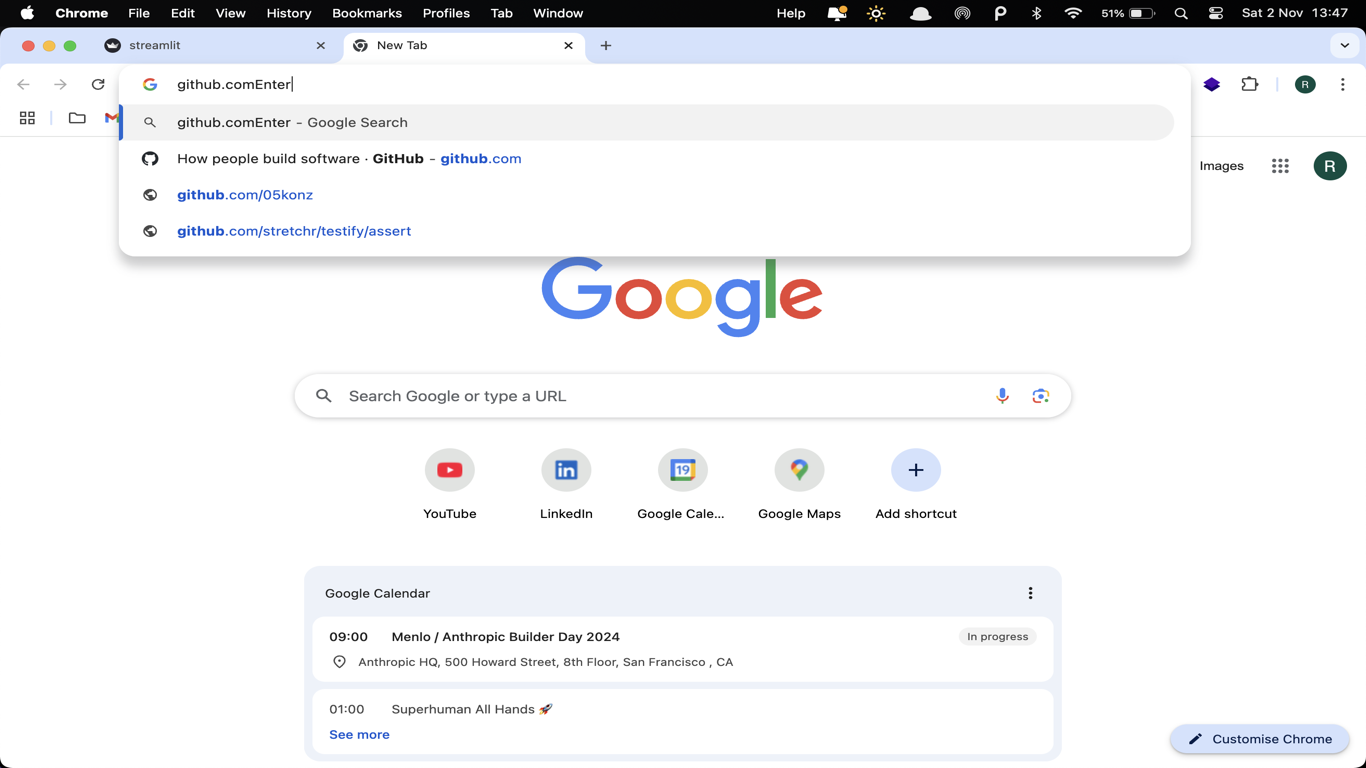 Chrome File Edit View History Bookmarks Profiles Tab Window Help P 51% Sat 2 Nov 13:47
streamlit New Tab
github.comEnter R
github.comEnter – Google Search
How people build software · GitHub – github.com
Images R
github.com/05konz
github.com/stretchr/testify/assert
Google
Search Google or type a URL
in 19
YouTube LinkedIn Google Cale... Google Maps Add shortcut
Google Calendar
09:00 Menlo / Anthropic Builder Day 2024 In progress
Anthropic HQ, 500 Howard Street, 8th Floor, San Francisco , CA
01:00 Superhuman All Hands 🚀
See more
Customise Chrome